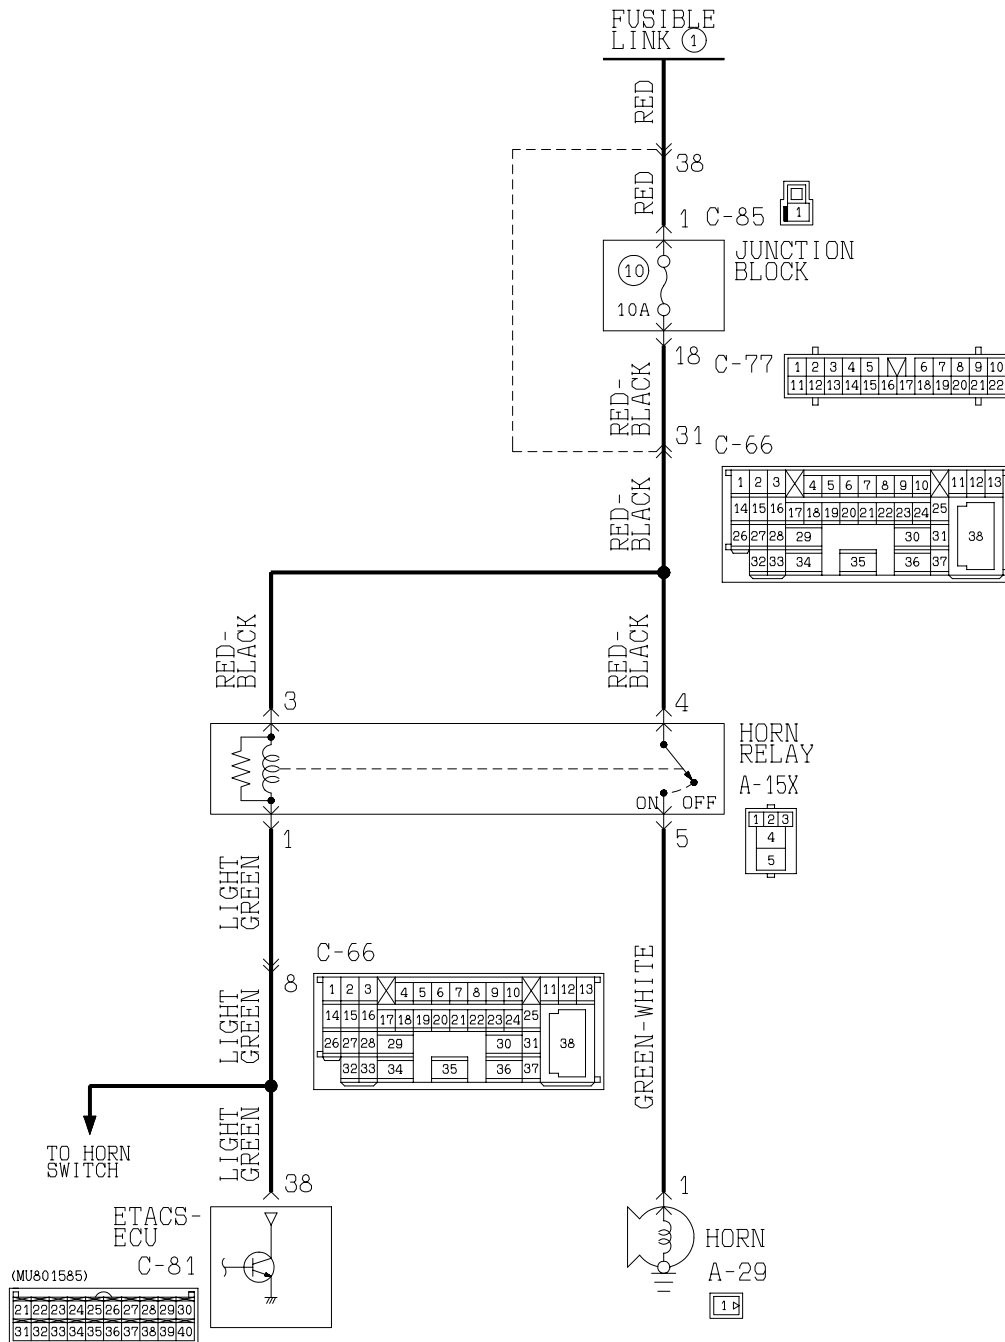 FUSIBLE
LINK 1
RED
38
RED
1 C-85
1
JUNCTION
BLOCK
10
10A
18 C-77
1 2 3 4 5 6 7 8 9 10
11 12 13 14 15 16 17 18 19 20 21 22
RED-
BLACK
31 C-66
1 2 3 4 5 6 7 8 9 10 11 12 13
14 15 16 17 18 19 20 21 22 23 24 25
26 27 28 29 30 31 38
32 33 34 35 36 37
RED-
BLACK
RED-
BLACK
RED-
BLACK
3
4
HORN
RELAY
A-15X
ON OFF
1 2 3
4
5
1
5
LIGHT
GREEN
C-66
8
1 2 3 4 5 6 7 8 9 10 11 12 13
14 15 16 17 18 19 20 21 22 23 24 25
26 27 28 29 30 31 38
32 33 34 35 36 37
LIGHT
GREEN
GREEN-WHITE
LIGHT
GREEN
TO HORN
SWITCH
38
1
ETACS-
ECU
C-81
(MU801585)
21 22 23 24 25 26 27 28 29 30
31 32 33 34 35 36 37 38 39 40
HORN
A-29
1